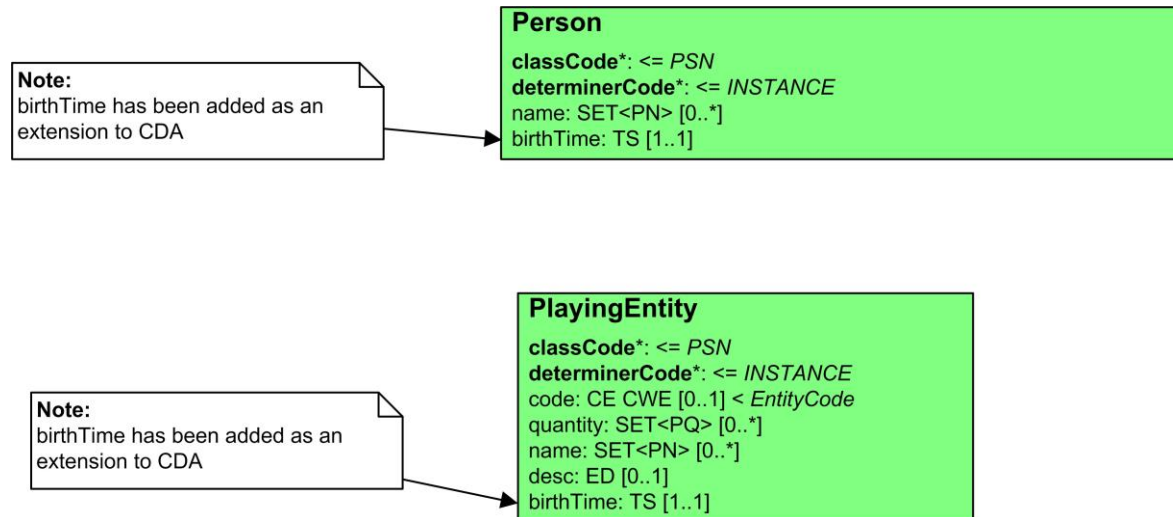 Person
classCode*: <= PSN
determinerCode*: <= INSTANCE
name: SET<PN> [0..*]
birthTime: TS [1..1]
Note:
birthTime has been added as an
extension to CDA
PlayingEntity
classCode*: <= PSN
determinerCode*: <= INSTANCE
code: CE CWE [0..1] < EntityCode
quantity: SET<PQ> [0..*]
name: SET<PN> [0..*]
desc: ED [0..1]
birthTime: TS [1..1]
Note:
birthTime has been added as an
extension to CDA